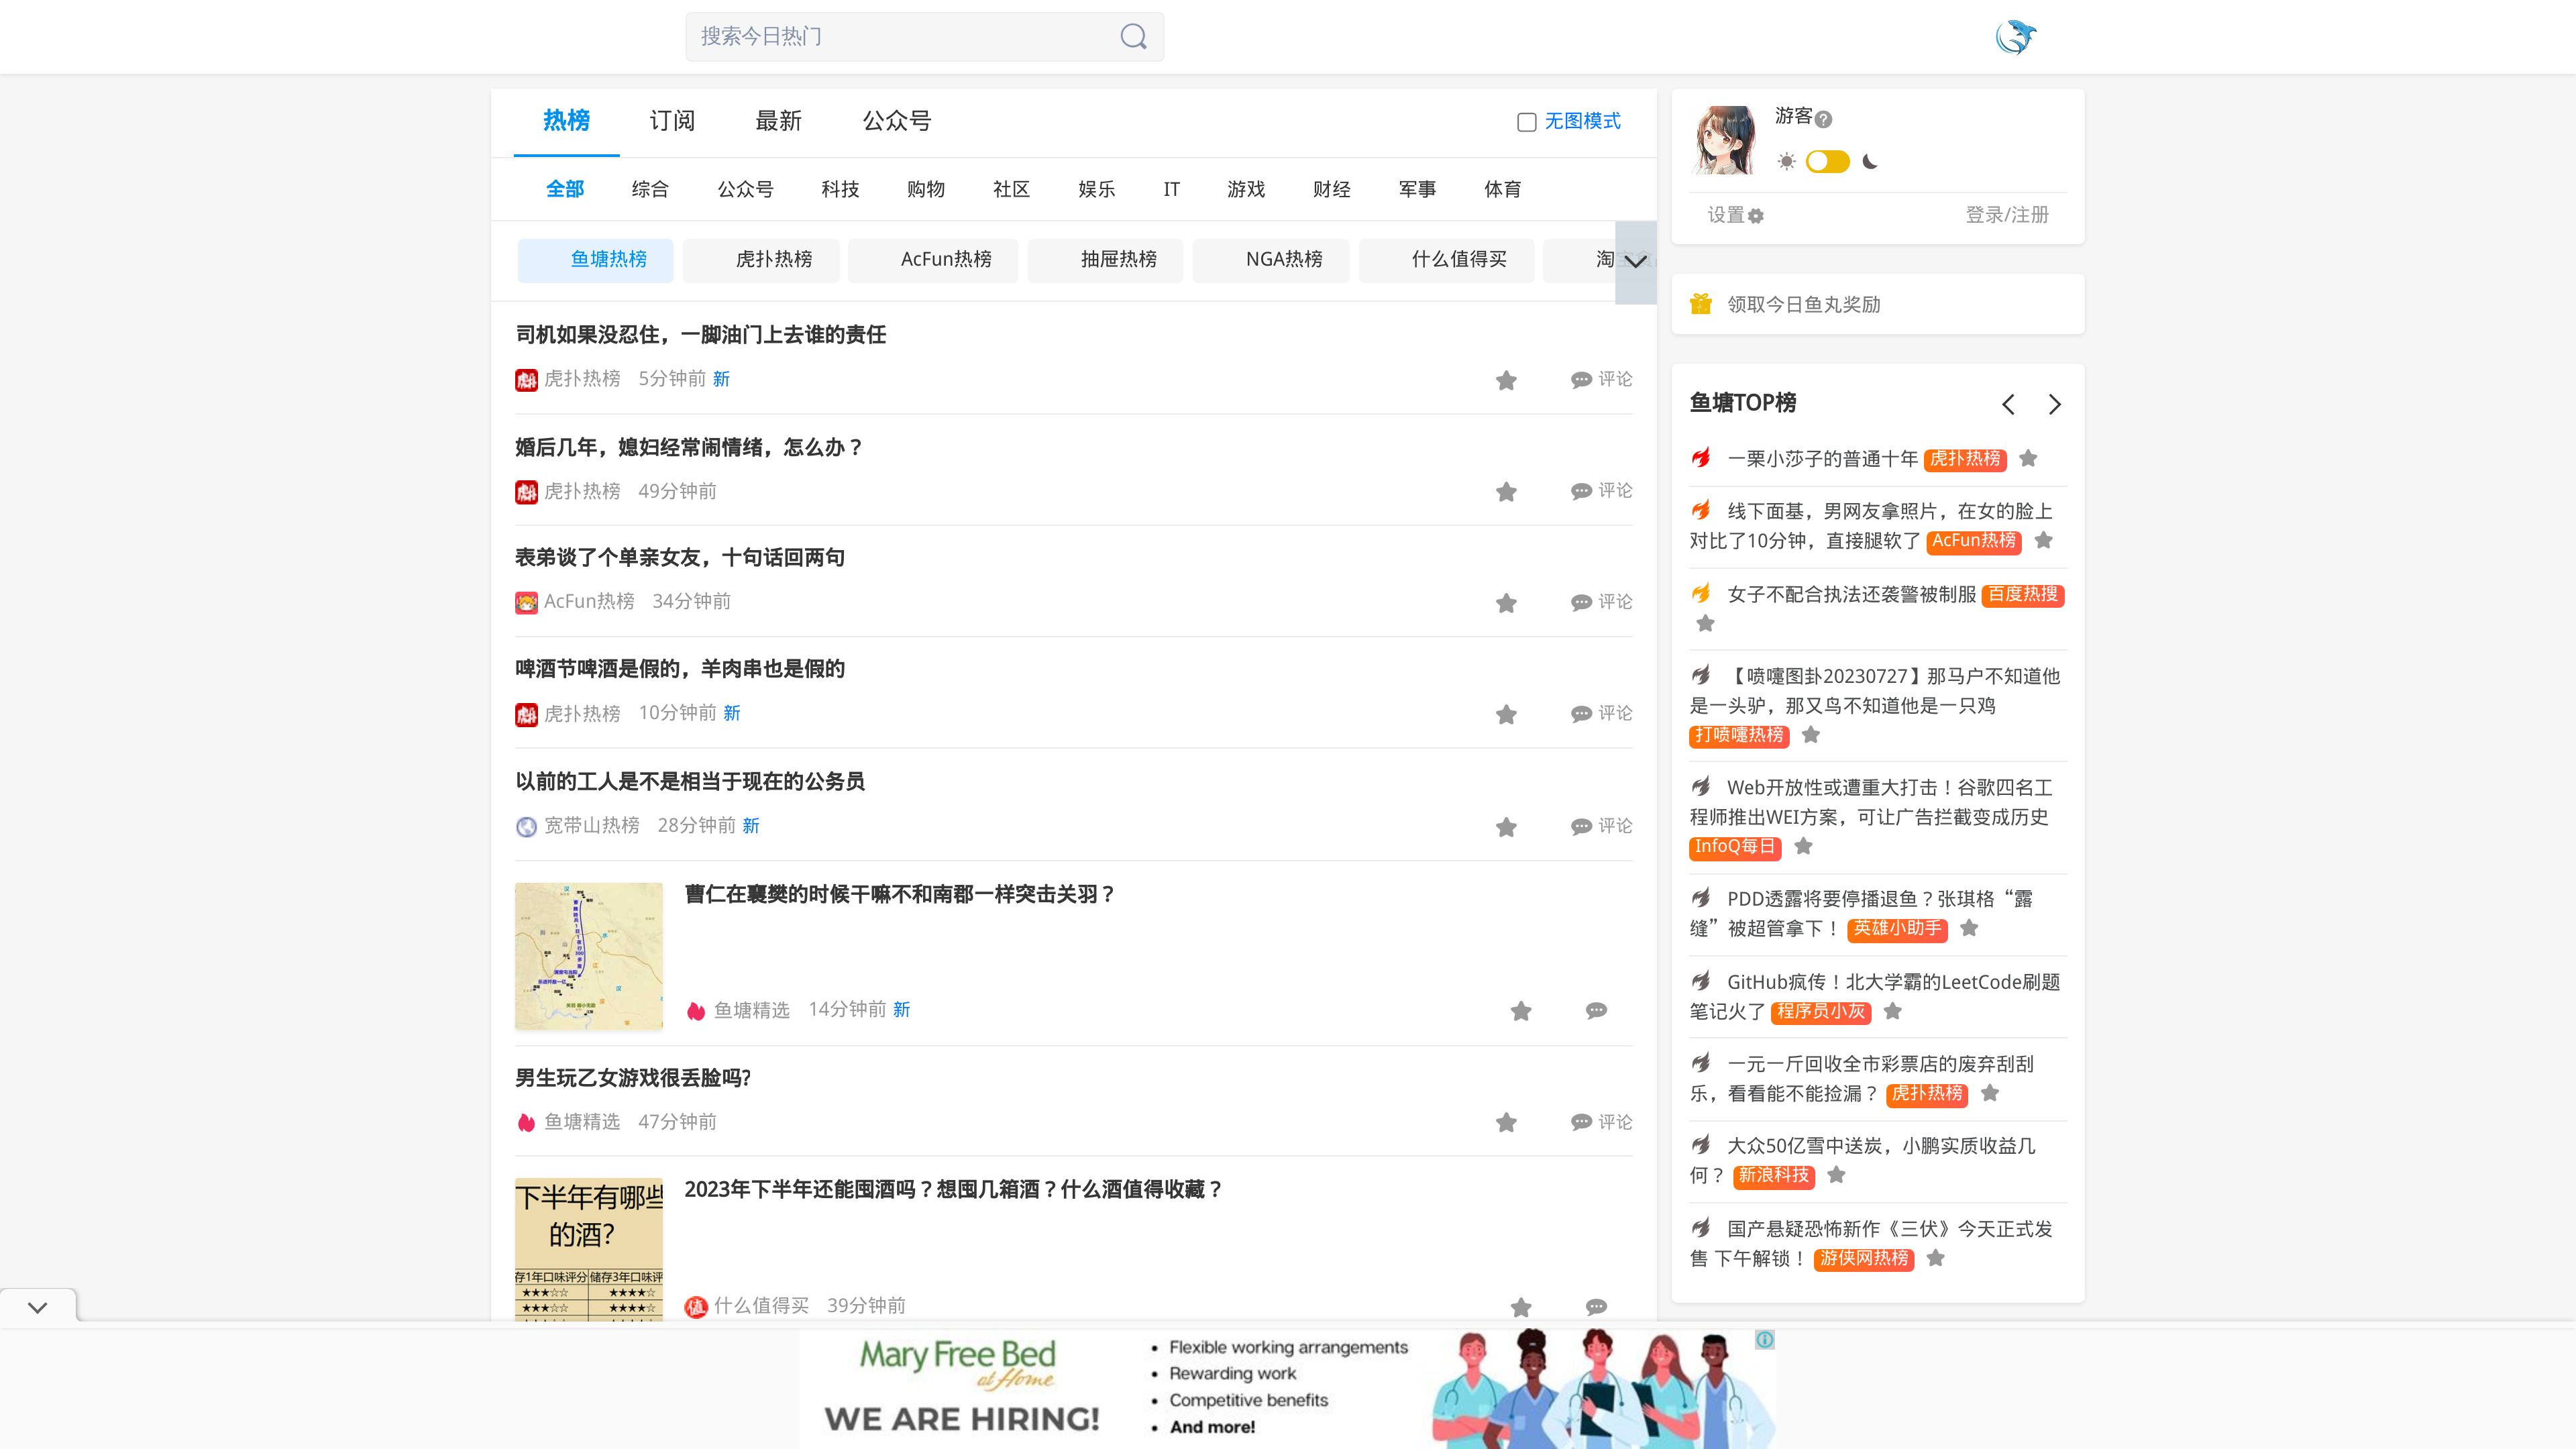 搜索今日热门
热榜 订阅 最新 公众号 无图模式
全部 综合 公众号 科技 购物 社区 娱乐 IT 游戏 财经 军事 体育
鱼塘热榜 虎扑热榜 AcFun热榜 抽屉热榜 NGA热榜 什么值得买 淘
司机如果没忍住，一脚油门上去谁的责任
虎扑热榜 5分钟前 新 评论
婚后几年，媳妇经常闹情绪，怎么办？
虎扑热榜 49分钟前 评论
表弟谈了个单亲女友，十句话回两句
AcFun热榜 34分钟前 评论
啤酒节啤酒是假的，羊肉串也是假的
虎扑热榜 10分钟前 新 评论
以前的工人是不是相当于现在的公务员
宽带山热榜 28分钟前 新 评论
曹仁在襄樊的时候干嘛不和南郡一样突击关羽？
鱼塘精选 14分钟前 新
男生玩乙女游戏很丢脸吗?
鱼塘精选 47分钟前 评论
2023年下半年还能囤酒吗？想囤几箱酒？什么酒值得收藏？
下半年有哪些
的酒?
存1年口味评分 储存3年口味评
★★★☆☆ ★★★★☆
★★★☆☆ ★★★★☆
值 什么值得买 39分钟前
游客
设置 登录/注册
领取今日鱼丸奖励
鱼塘TOP榜
一栗小莎子的普通十年 虎扑热榜
线下面基，男网友拿照片，在女的脸上
对比了10分钟，直接腿软了 AcFun热榜
女子不配合执法还袭警被制服 百度热搜
【喷嚏图卦20230727】那马户不知道他
是一头驴，那又鸟不知道他是一只鸡
打喷嚏热榜
Web开放性或遭重大打击！谷歌四名工
程师推出WEI方案，可让广告拦截变成历史
InfoQ每日
PDD透露将要停播退鱼？张琪格“露
缝”被超管拿下！ 英雄小助手
GitHub疯传！北大学霸的LeetCode刷题
笔记火了 程序员小灰
一元一斤回收全市彩票店的废弃刮刮
乐，看看能不能捡漏？ 虎扑热榜
大众50亿雪中送炭，小鹏实质收益几
何？ 新浪科技
国产悬疑恐怖新作《三伏》今天正式发
售 下午解锁！ 游侠网热榜
Mary Free Bed
at Home
WE ARE HIRING!
• Flexible working arrangements
• Rewarding work
• Competitive benefits
• And more!